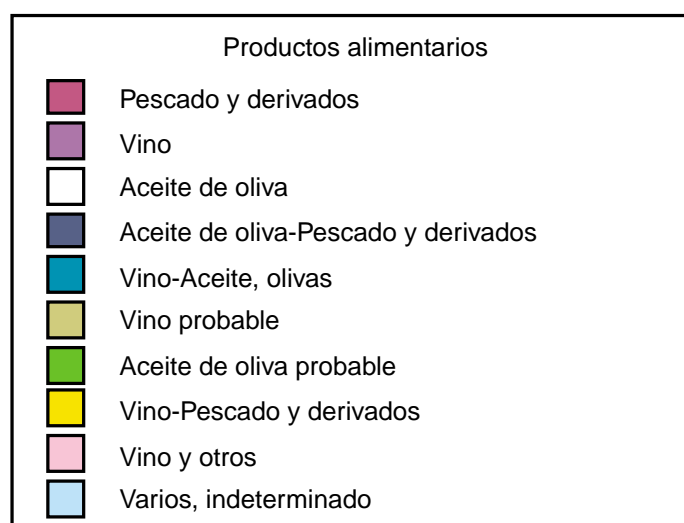 Productos alimentarios
Pescado y derivados
Vino
Aceite de oliva
Aceite de oliva-Pescado y derivados
Vino-Aceite, olivas
Vino probable
Aceite de oliva probable
Vino-Pescado y derivados
Vino y otros
Varios, indeterminado